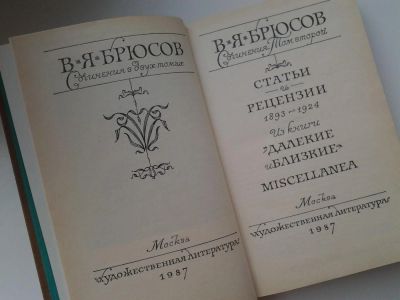 В·Я·БРЮСОВ
Сочинения в двух томах
Москва
«ХУДОЖЕСТВЕННАЯ ЛИТЕРАТУРА»
1987
В·Я·БРЮСОВ
Сочинения Том второй
СТАТЬИ
и
РЕЦЕНЗИИ
1893–1924
Из книги
"ДАЛЕКИЕ
и БЛИЗКИЕ"
MISCELLANEA
Москва
«ХУДОЖЕСТВЕННАЯ ЛИТЕРАТУРА»
1987